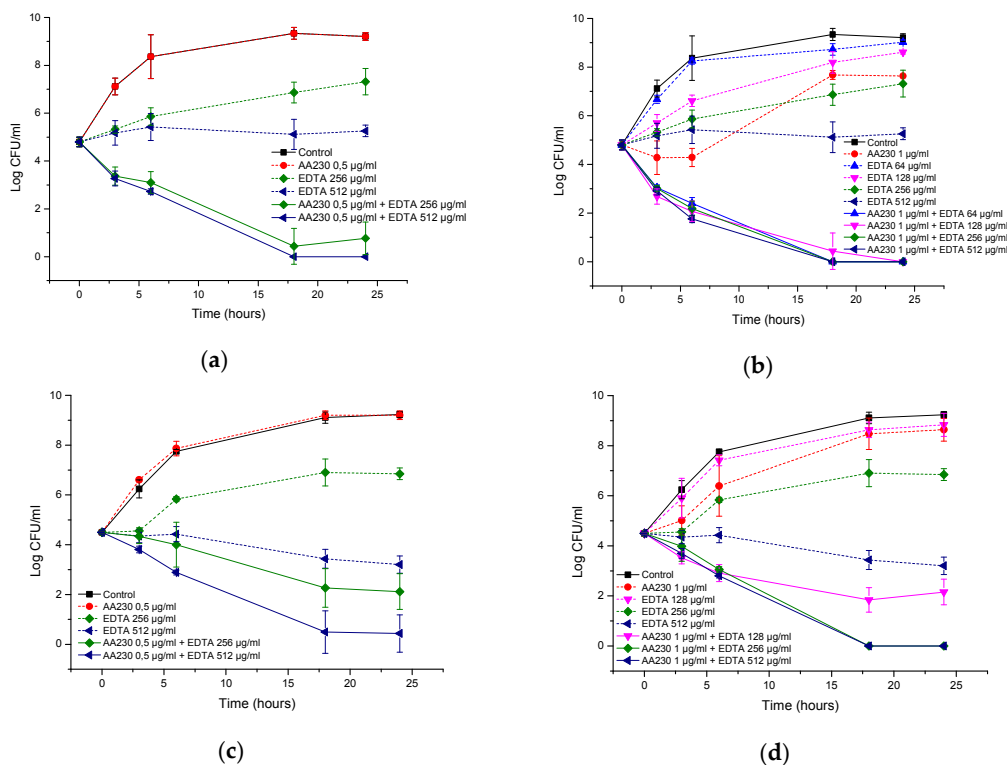 10
8
6
4
2
0
Log CFU/ml
Control
AA230 0,5 µg/ml
EDTA 256 µg/ml
EDTA 512 µg/ml
AA230 0,5 µg/ml + EDTA 256 µg/ml
AA230 0,5 µg/ml + EDTA 512 µg/ml
0 5 10 15 20 25
Time (hours)
(a)
10
8
6
4
2
0
Log CFU/ml
Control
AA230 1 µg/ml
EDTA 64 µg/ml
EDTA 128 µg/ml
EDTA 256 µg/ml
EDTA 512 µg/ml
AA230 1 µg/ml + EDTA 64 µg/ml
AA230 1 µg/ml + EDTA 128 µg/ml
AA230 1 µg/ml + EDTA 256 µg/ml
AA230 1 µg/ml + EDTA 512 µg/ml
0 5 10 15 20 25
Time (hours)
(b)
10
8
6
4
2
0
Log CFU/ml
Control
AA230 0,5 µg/ml
EDTA 256 µg/ml
EDTA 512 µg/ml
AA230 0,5 µg/ml + EDTA 256 µg/ml
AA230 0,5 µg/ml + EDTA 512 µg/ml
0 5 10 15 20 25
Time (hours)
(c)
10
8
6
4
2
0
Log CFU/ml
Control
AA230 1 µg/ml
EDTA 128 µg/ml
EDTA 256 µg/ml
EDTA 512 µg/ml
AA230 1 µg/ml + EDTA 128 µg/ml
AA230 1 µg/ml + EDTA 256 µg/ml
AA230 1 µg/ml + EDTA 512 µg/ml
0 5 10 15 20 25
Time (hours)
(d)